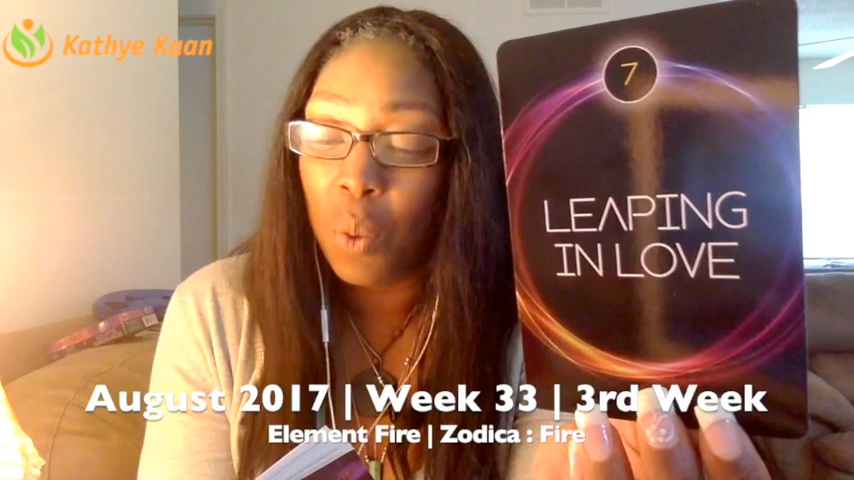 Kathye Kaan
7
LEAPING
IN LOVE
August 2017 | Week 33 | 3rd Week
Element Fire | Zodica : Fire